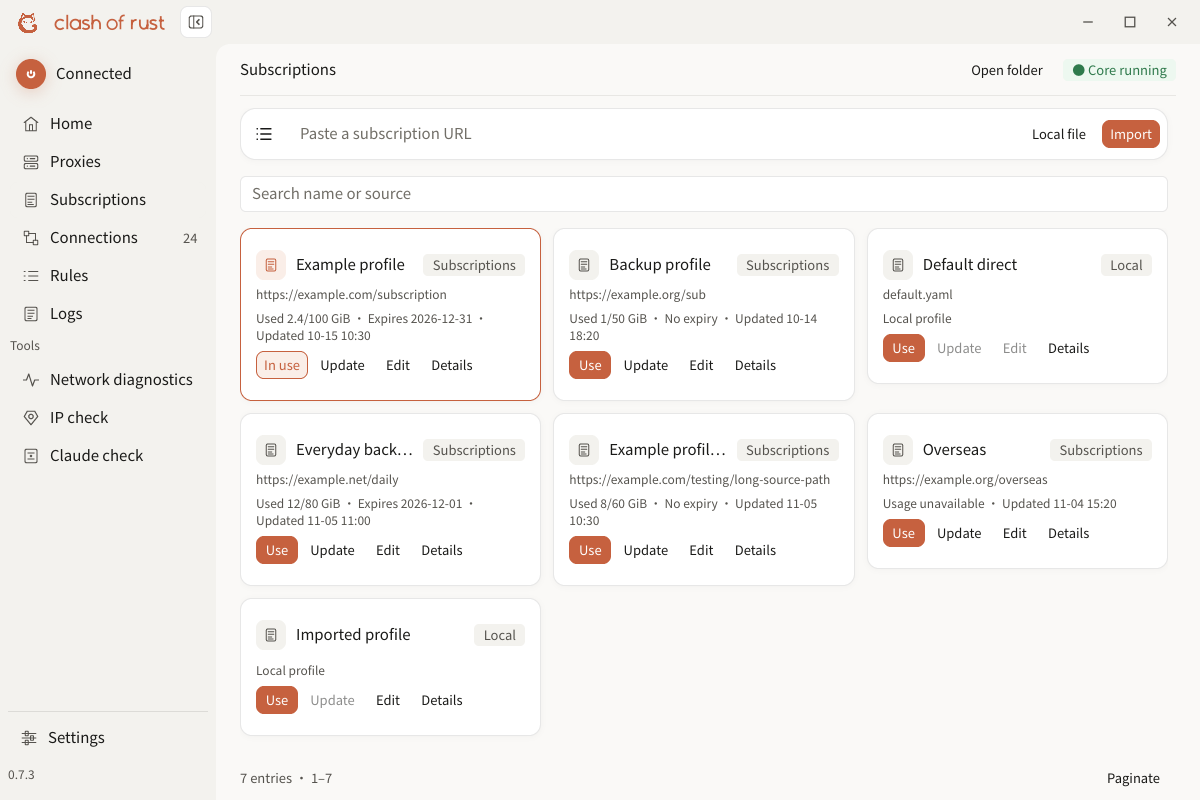 clash of rust
Connected
Home
Proxies
Subscriptions
Connections 24
Rules
Logs
Tools
Network diagnostics
IP check
Claude check
Settings
0.7.3
Subscriptions
Open folder
Core running
Paste a subscription URL
Local file
Import
Search name or source
Example profile
Subscriptions
https://example.com/subscription
Used 2.4/100 GiB • Expires 2026-12-31 •
Updated 10-15 10:30
In use Update Edit Details
Backup profile
Subscriptions
https://example.org/sub
Used 1/50 GiB • No expiry • Updated 10-14
18:20
Use Update Edit Details
Default direct
Local
default.yaml
Local profile
Use Update Edit Details
Everyday back…
Subscriptions
https://example.net/daily
Used 12/80 GiB • Expires 2026-12-01 •
Updated 11-05 11:00
Use Update Edit Details
Example profil…
Subscriptions
https://example.com/testing/long-source-path
Used 8/60 GiB • No expiry • Updated 11-05
10:30
Use Update Edit Details
Overseas
Subscriptions
https://example.org/overseas
Usage unavailable • Updated 11-04 15:20
Use Update Edit Details
Imported profile
Local
Local profile
Use Update Edit Details
7 entries • 1–7
Paginate